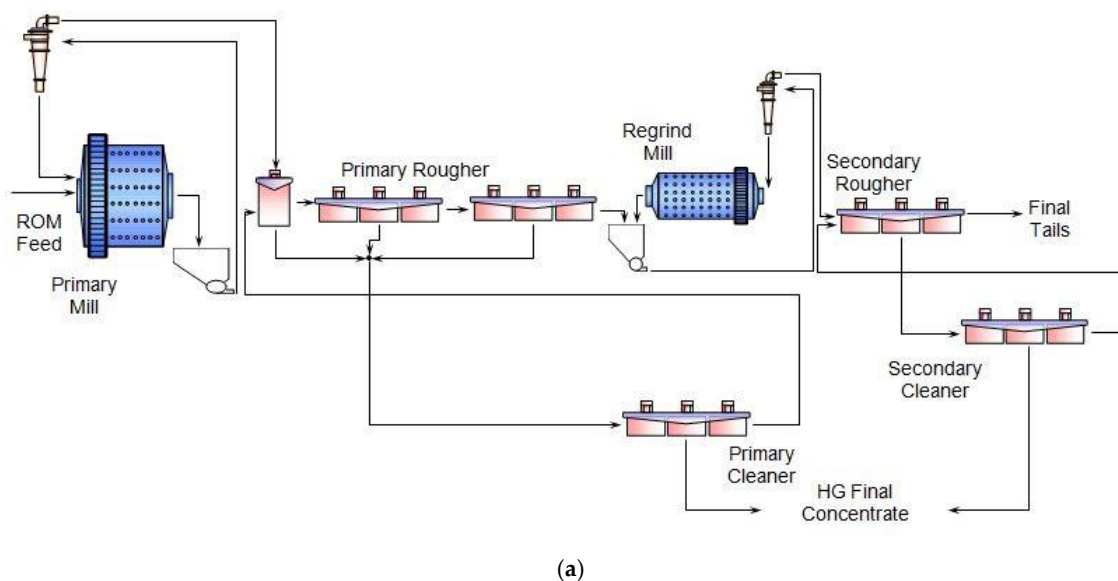 Primary Rougher
Regrind
Mill
Secondary
Rougher
ROM
Feed
Final
Tails
Primary
Mill
Secondary
Cleaner
Primary
Cleaner
HG Final
Concentrate
(a)